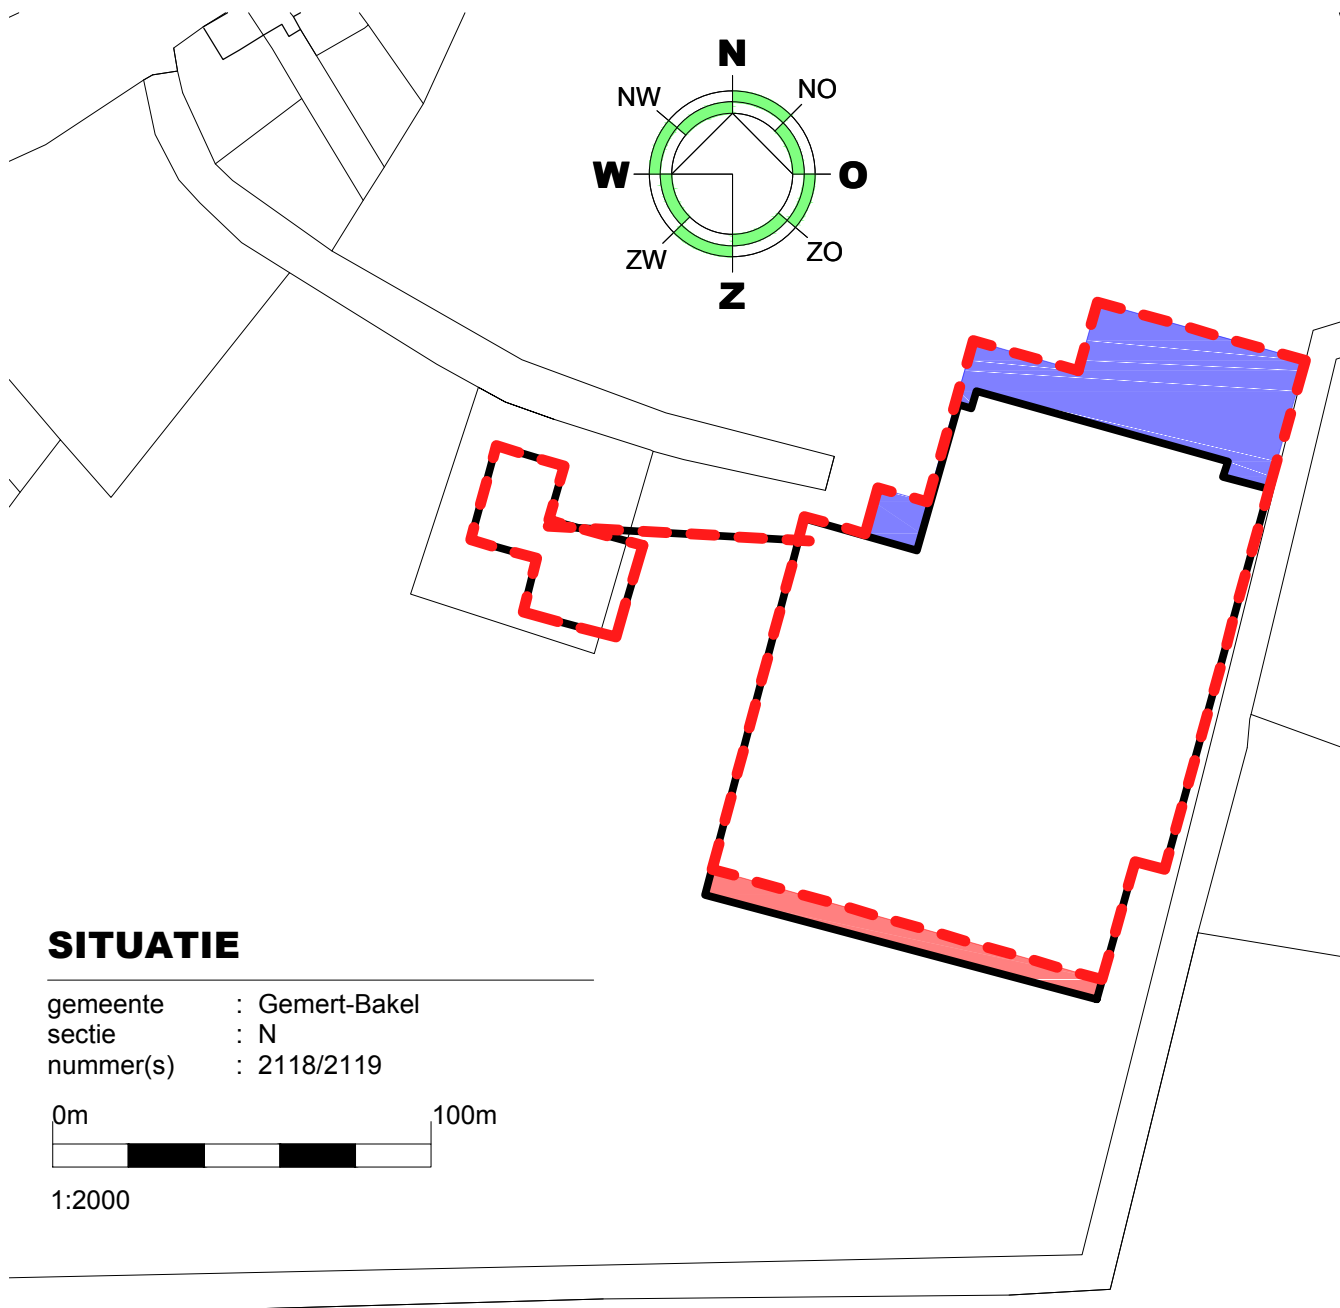 N
NW
NO
W
O
ZW
ZO
Z
SITUATIE
gemeente : Gemert-Bakel
sectie : N
nummer(s) : 2118/2119
0m 100m
1:2000